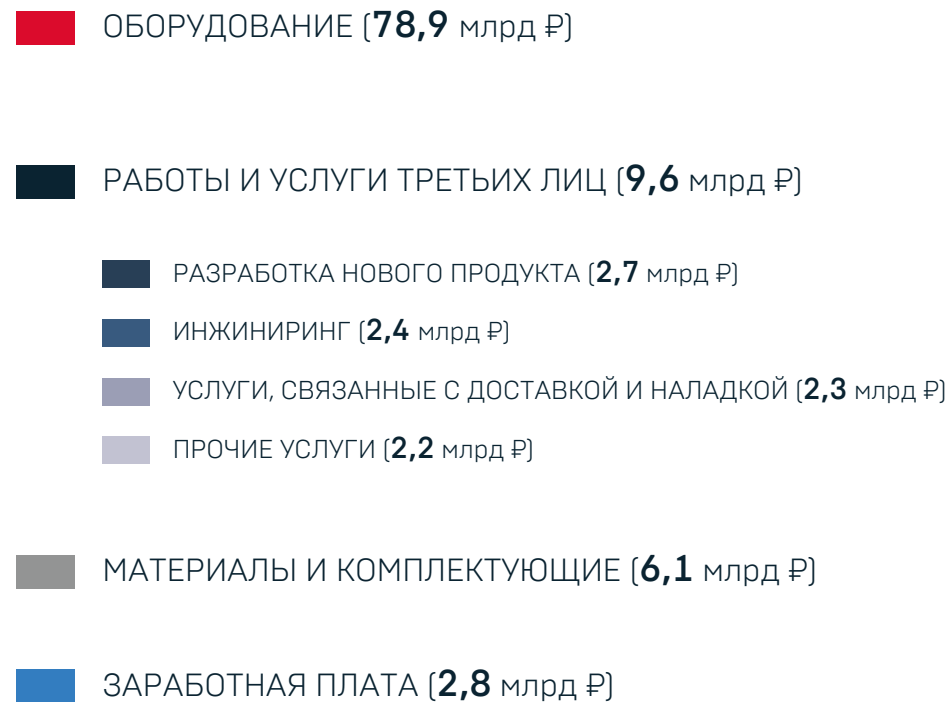 ОБОРУДОВАНИЕ (78,9 млрд ₽)
РАБОТЫ И УСЛУГИ ТРЕТЬИХ ЛИЦ (9,6 млрд ₽)
РАЗРАБОТКА НОВОГО ПРОДУКТА (2,7 млрд ₽)
ИНЖИНИРИНГ (2,4 млрд ₽)
УСЛУГИ, СВЯЗАННЫЕ С ДОСТАВКОЙ И НАЛАДКОЙ (2,3 млрд ₽)
ПРОЧИЕ УСЛУГИ (2,2 млрд ₽)
МАТЕРИАЛЫ И КОМПЛЕКТУЮЩИЕ (6,1 млрд ₽)
ЗАРАБОТНАЯ ПЛАТА (2,8 млрд ₽)